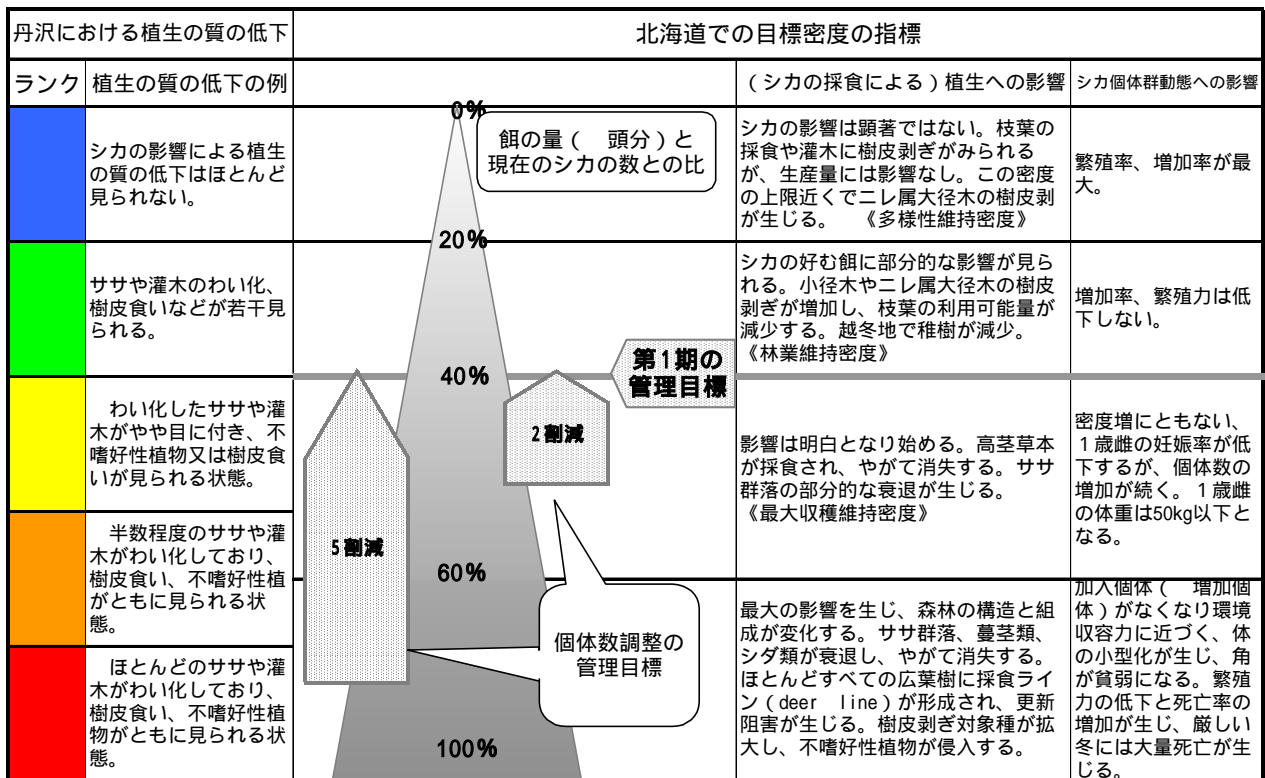 丹沢における植生の質の低下
北海道での目標密度の指標
ランク
植生の質の低下の例
（シカの採食による）植生への影響
シカ個体群動態への影響
0%
餌の量（　頭分）と
現在のシカの数との比
シカの影響による植生
の質の低下はほとんど
見られない。
シカの影響は顕著ではない。枝葉の
採食や灌木に樹皮剥ぎがみられる
が、生産量には影響なし。この密度
の上限近くでニレ属大径木の樹皮剥
が生じる。　《多様性維持密度》
繁殖率、増加率が最
大。
20%
ササや灌木のわい化、
樹皮食いなどが若干見
られる。
シカの好む餌に部分的な影響が見ら
れる。小径木やニレ属大径木の樹皮
剥ぎが増加し、枝葉の利用可能量が
減少する。越冬地で稚樹が減少。
《林業維持密度》
増加率、繁殖力は低
下しない。
第1期の
管理目標
40%
わい化したササや灌
木がやや目に付き、不
嗜好性植物又は樹皮食
いが見られる状態。
2割減
影響は明白となり始める。高茎草本
が採食され、やがて消失する。ササ
群落の部分的な衰退が生じる。
《最大収穫維持密度》
密度増にともない、
１歳雌の妊娠率が低
下するが、個体数の
増加が続く。１歳雌
の体重は50kg以下と
なる。
半数程度のササや灌
木がわい化しており、
樹皮食い、不嗜好性植
がともに見られる状
態。
5割減
60%
個体数調整の
管理目標
ほとんどのササや灌
木がわい化しており、
樹皮食い、不嗜好性植
物がともに見られる状
態。
最大の影響を生じ、森林の構造と組
成が変化する。ササ群落、蔓茎類、
シダ類が衰退し、やがて消失する。
ほとんどすべての広葉樹に採食ライ
ン（deer　line）が形成され、更新
阻害が生じる。樹皮剥ぎ対象種が拡
大し、不嗜好性植物が侵入する。
加入個体（　増加個
体）がなくなり環境
収容力に近づく、体
の小型化が生じ、角
が貧弱になる。繁殖
力の低下と死亡率の
増加が生じ、厳しい
冬には大量死亡が生
じる。
100%